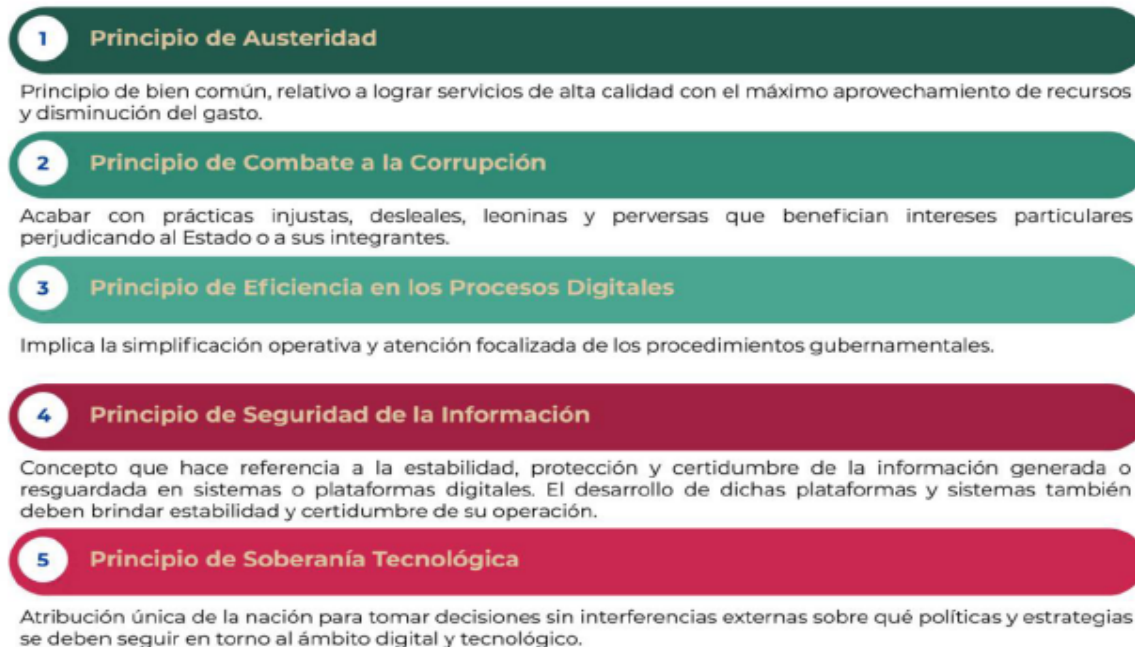 1 Principio de Austeridad
Principio de bien común, relativo a lograr servicios de alta calidad con el máximo aprovechamiento de recursos
y disminución del gasto.
2 Principio de Combate a la Corrupción
Acabar con prácticas injustas, desleales, leoninas y perversas que benefician intereses particulares
perjudicando al Estado o a sus integrantes.
3 Principio de Eficiencia en los Procesos Digitales
Implica la simplificación operativa y atención focalizada de los procedimientos gubernamentales.
4 Principio de Seguridad de la Información
Concepto que hace referencia a la estabilidad, protección y certidumbre de la información generada o
resguardada en sistemas o plataformas digitales. El desarrollo de dichas plataformas y sistemas también
deben brindar estabilidad y certidumbre de su operación.
5 Principio de Soberanía Tecnológica
Atribución única de la nación para tomar decisiones sin interferencias externas sobre qué políticas y estrategias
se deben seguir en torno al ámbito digital y tecnológico.